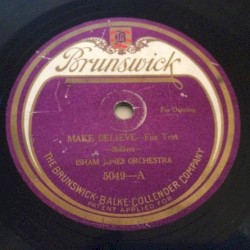 B
Brunswick
For Dancing
MAKE BELIEVE—Fox Trot
ISHAM JONES ORCHESTRA
5049—A
THE BRUNSWICK-BALKE-COLLENDER COMPANY
PATENT APPLIED FOR